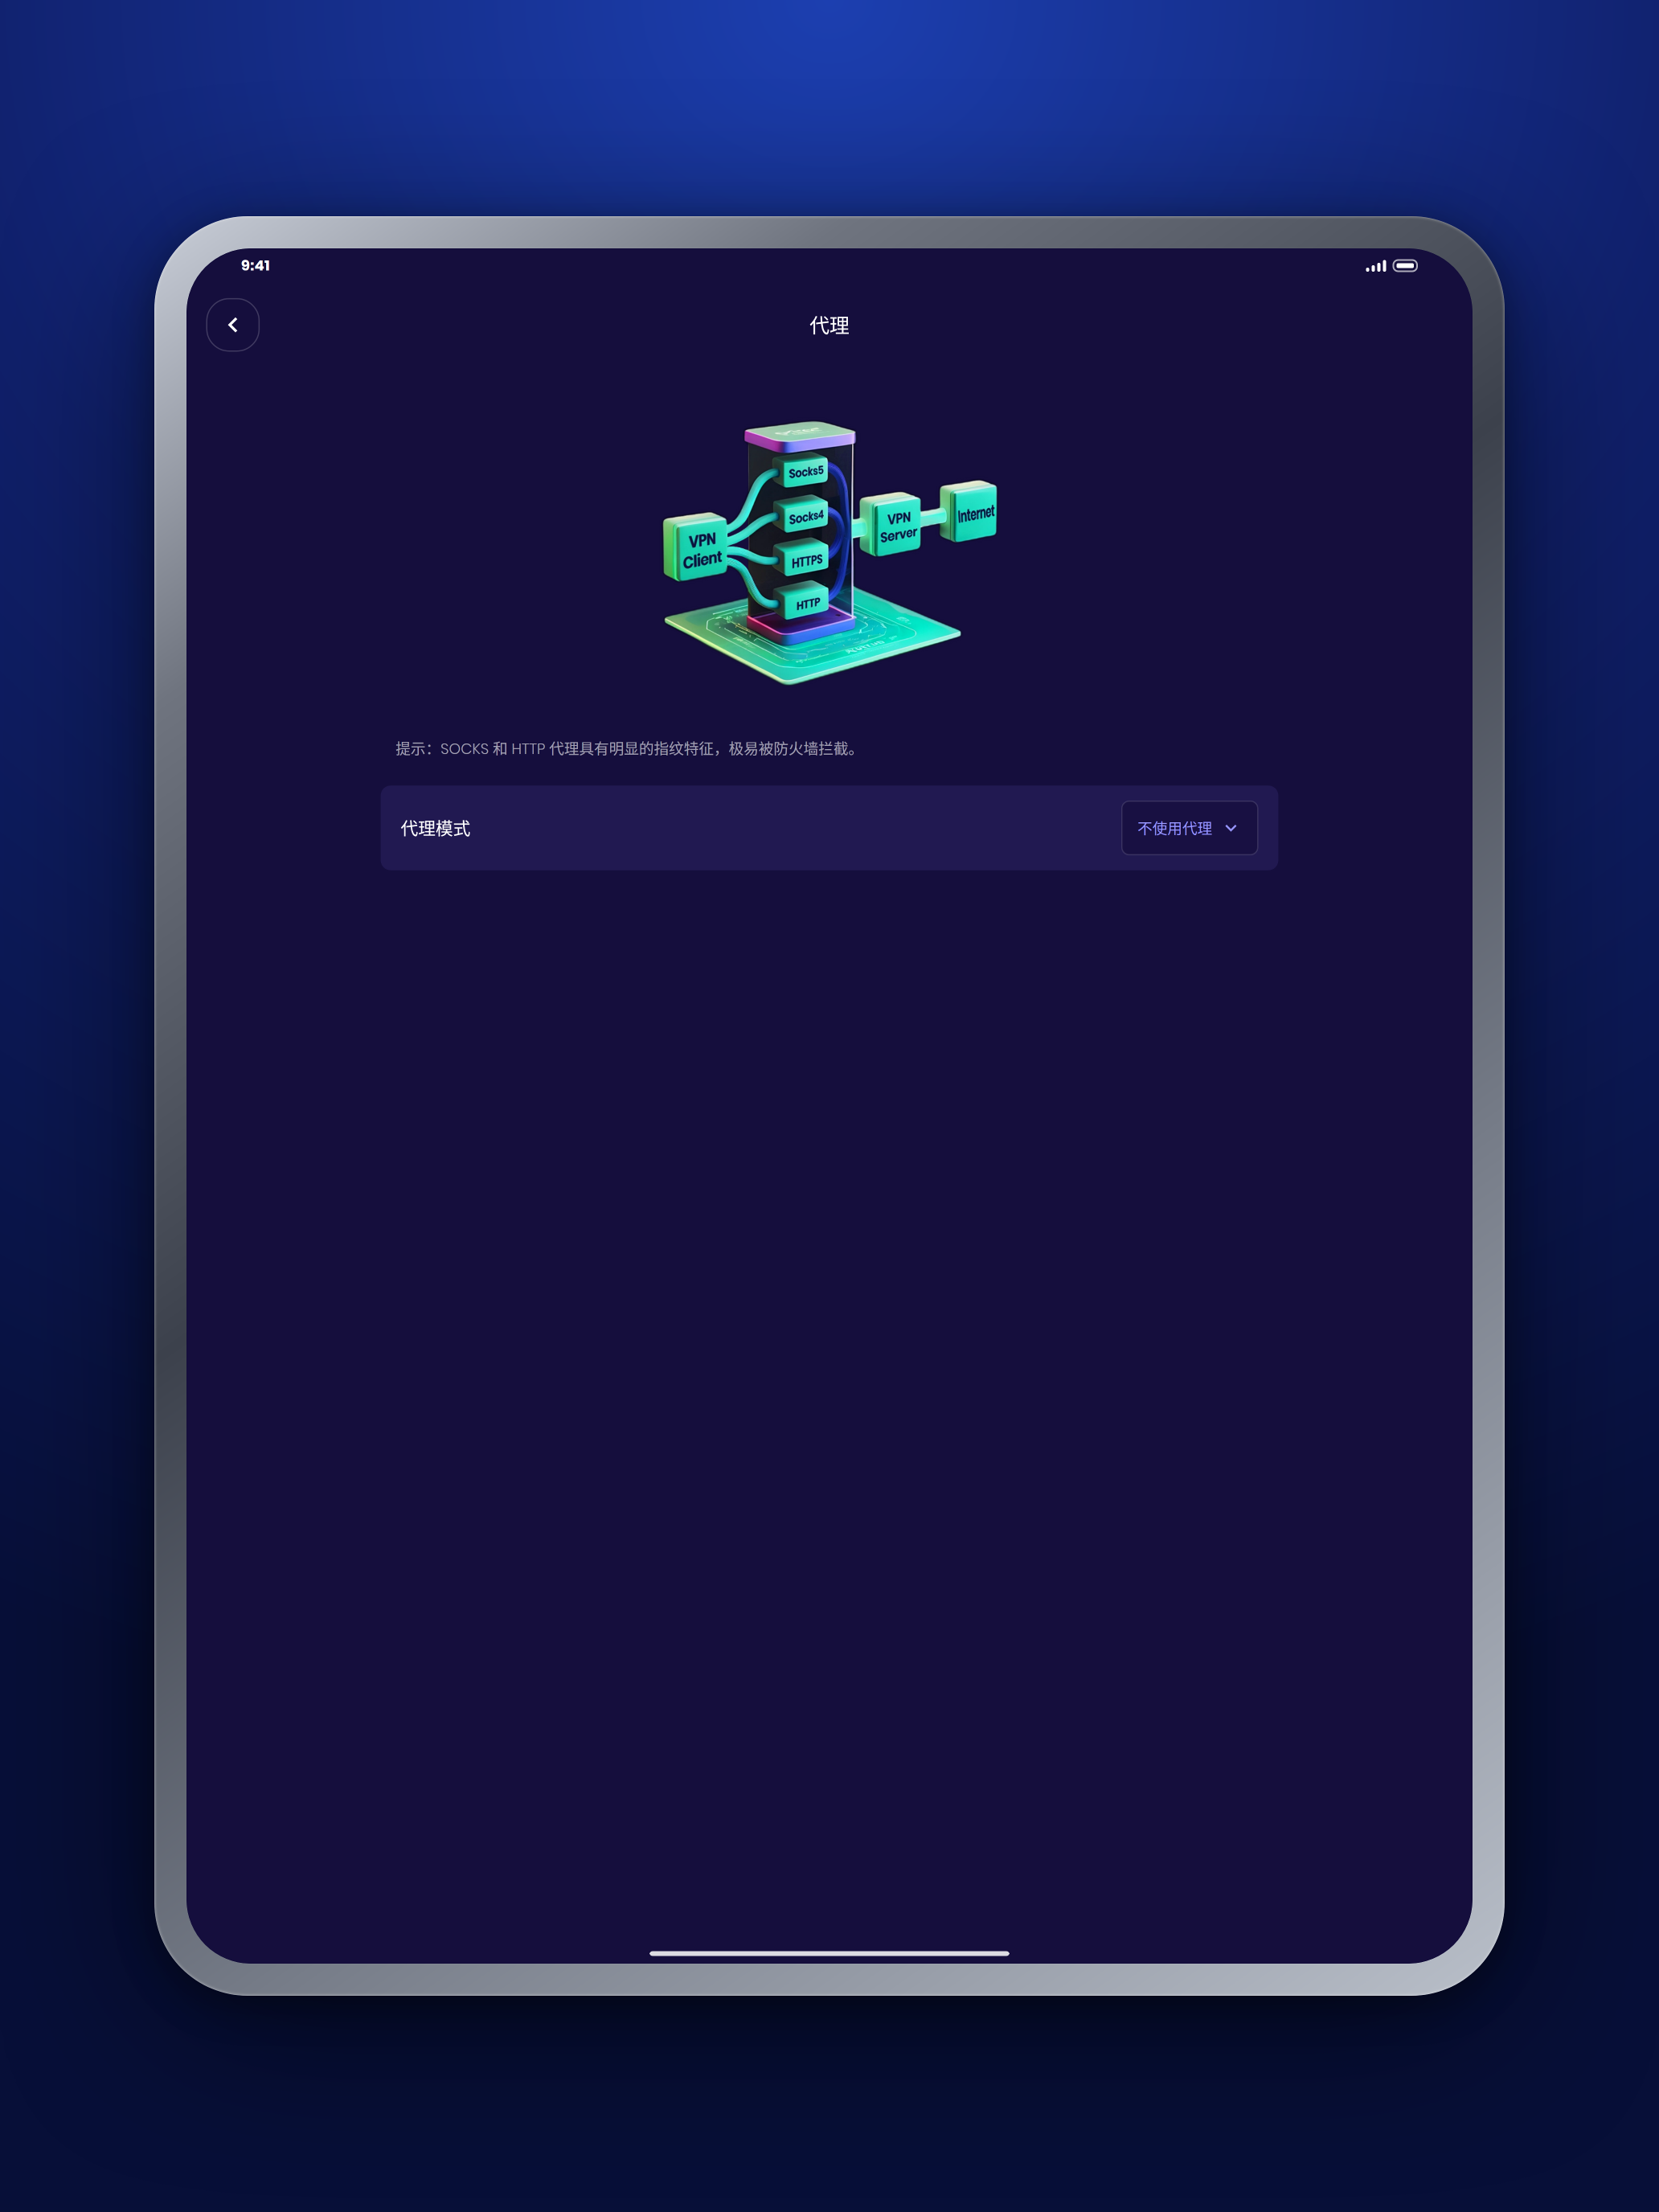 9:41
代理
Socks5
Socks4
HTTPS
HTTP
VPN
Client
VPN
Server
Internet
提示：SOCKS 和 HTTP 代理具有明显的指纹特征，极易被防火墙拦截。
代理模式
不使用代理